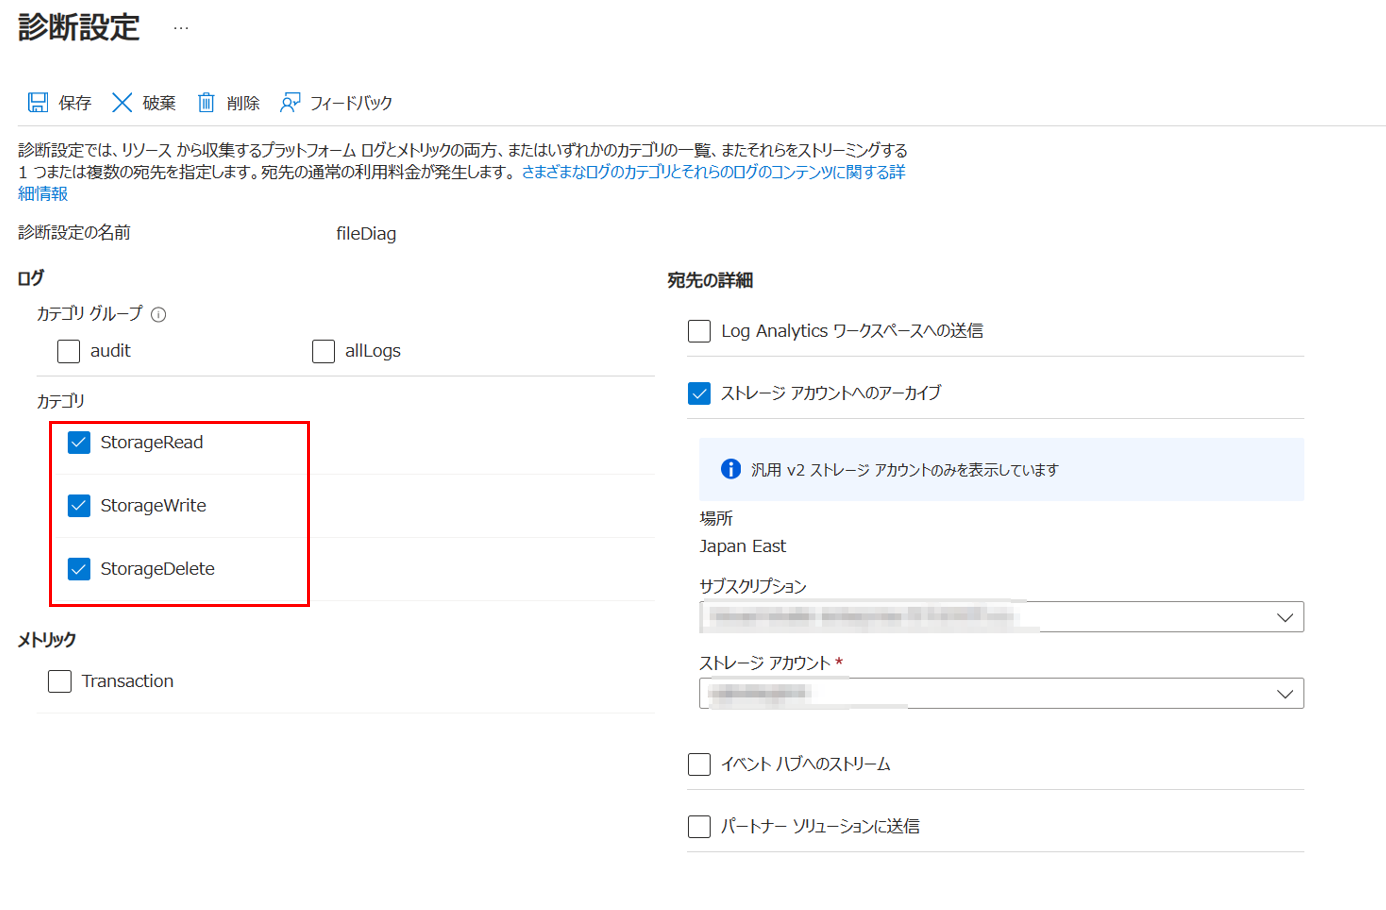 診断設定 …
保存 破棄 削除 フィードバック
診断設定では、リソース から収集するプラットフォーム ログとメトリックの両方、またはいずれかのカテゴリの一覧、またそれらをストリーミングする
1 つまたは複数の宛先を指定します。宛先の通常の利用料金が発生します。さまざまなログのカテゴリとそれらのログのコンテンツに関する詳
細情報
診断設定の名前 fileDiag
ログ
カテゴリ グループ
audit allLogs
カテゴリ
StorageRead
StorageWrite
StorageDelete
メトリック
Transaction
宛先の詳細
Log Analytics ワークスペースへの送信
ストレージ アカウントへのアーカイブ
汎用 v2 ストレージ アカウントのみを表示しています
場所
Japan East
サブスクリプション
ストレージ アカウント *
イベント ハブへのストリーム
パートナー ソリューションに送信